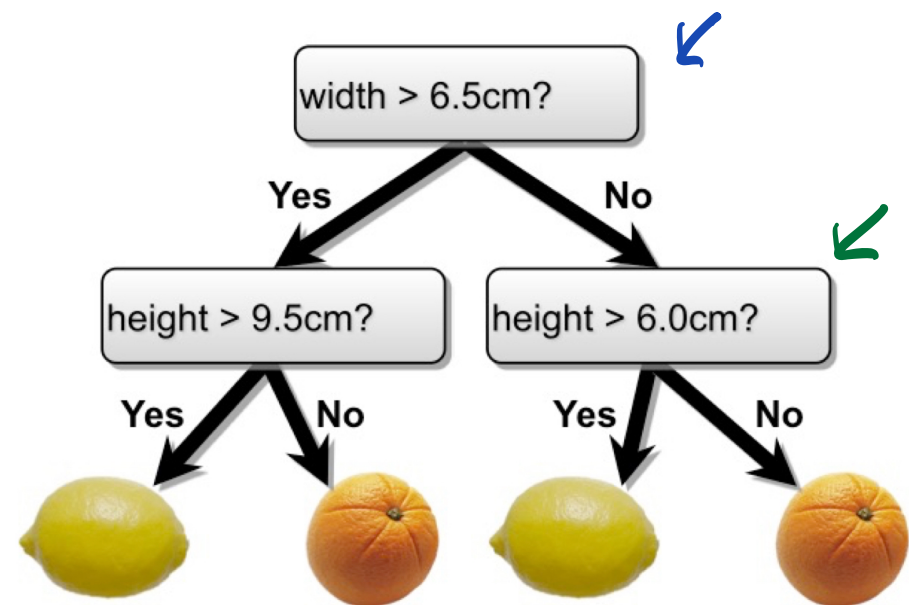 width > 6.5cm?
Yes
No
height > 9.5cm?
height > 6.0cm?
Yes
No
Yes
No